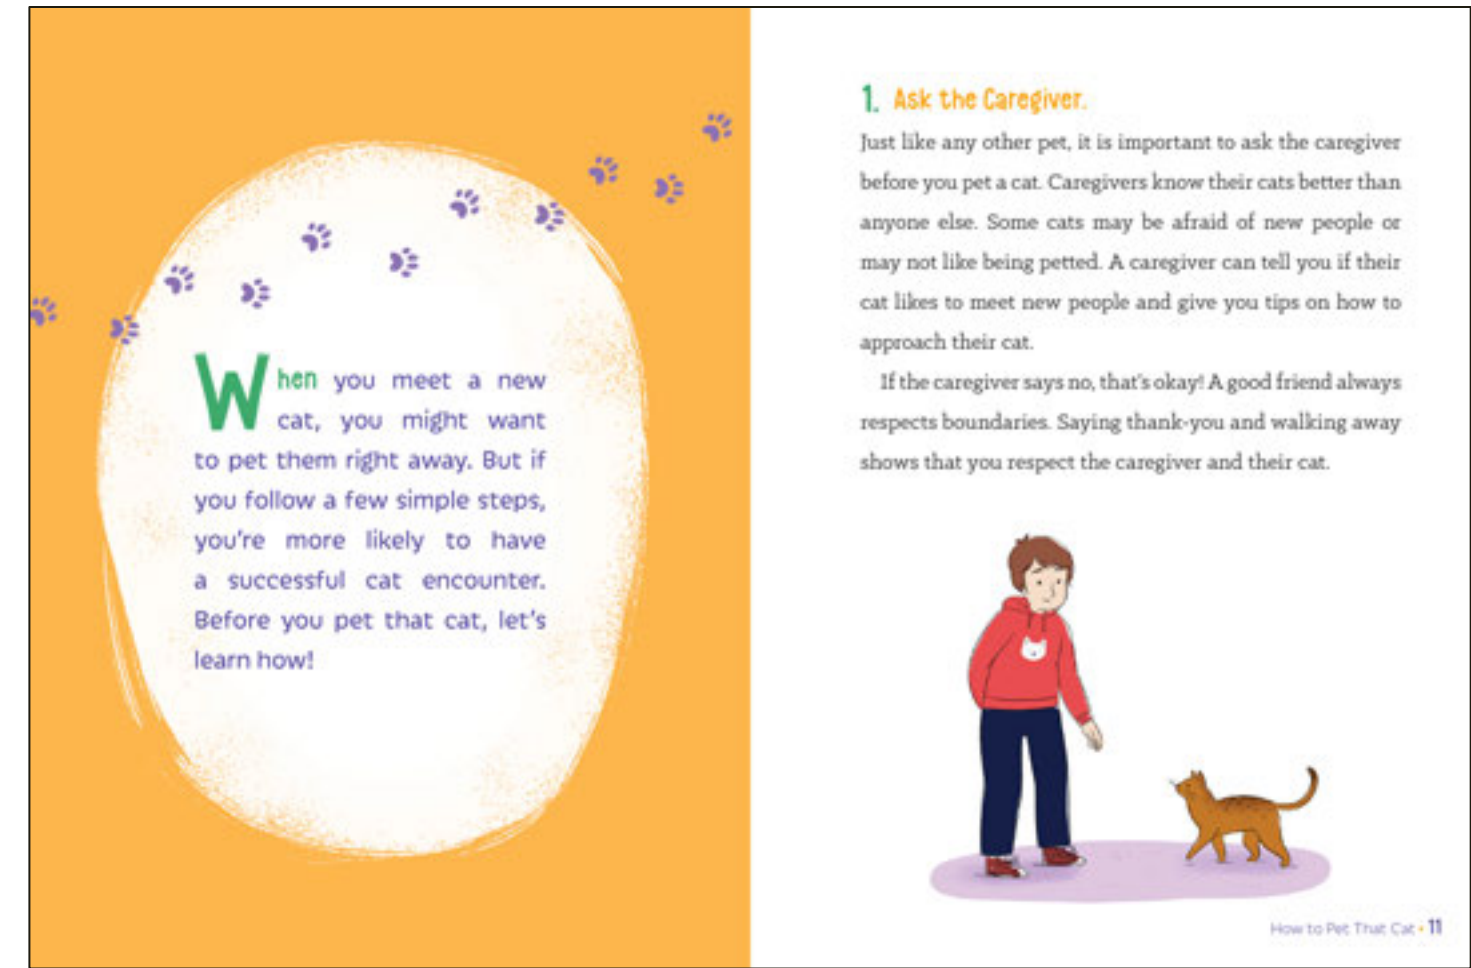 When you meet a new
cat, you might want
to pet them right away. But if
you follow a few simple steps,
you're more likely to have
a successful cat encounter.
Before you pet that cat, let's
learn how!
1. Ask the Caregiver.
Just like any other pet, it is important to ask the caregiver
before you pet a cat. Caregivers know their cats better than
anyone else. Some cats may be afraid of new people or
may not like being petted. A caregiver can tell you if their
cat likes to meet new people and give you tips on how to
approach their cat.
If the caregiver says no, that's okay! A good friend always
respects boundaries. Saying thank-you and walking away
shows that you respect the caregiver and their cat.
How to Pet That Cat • 11